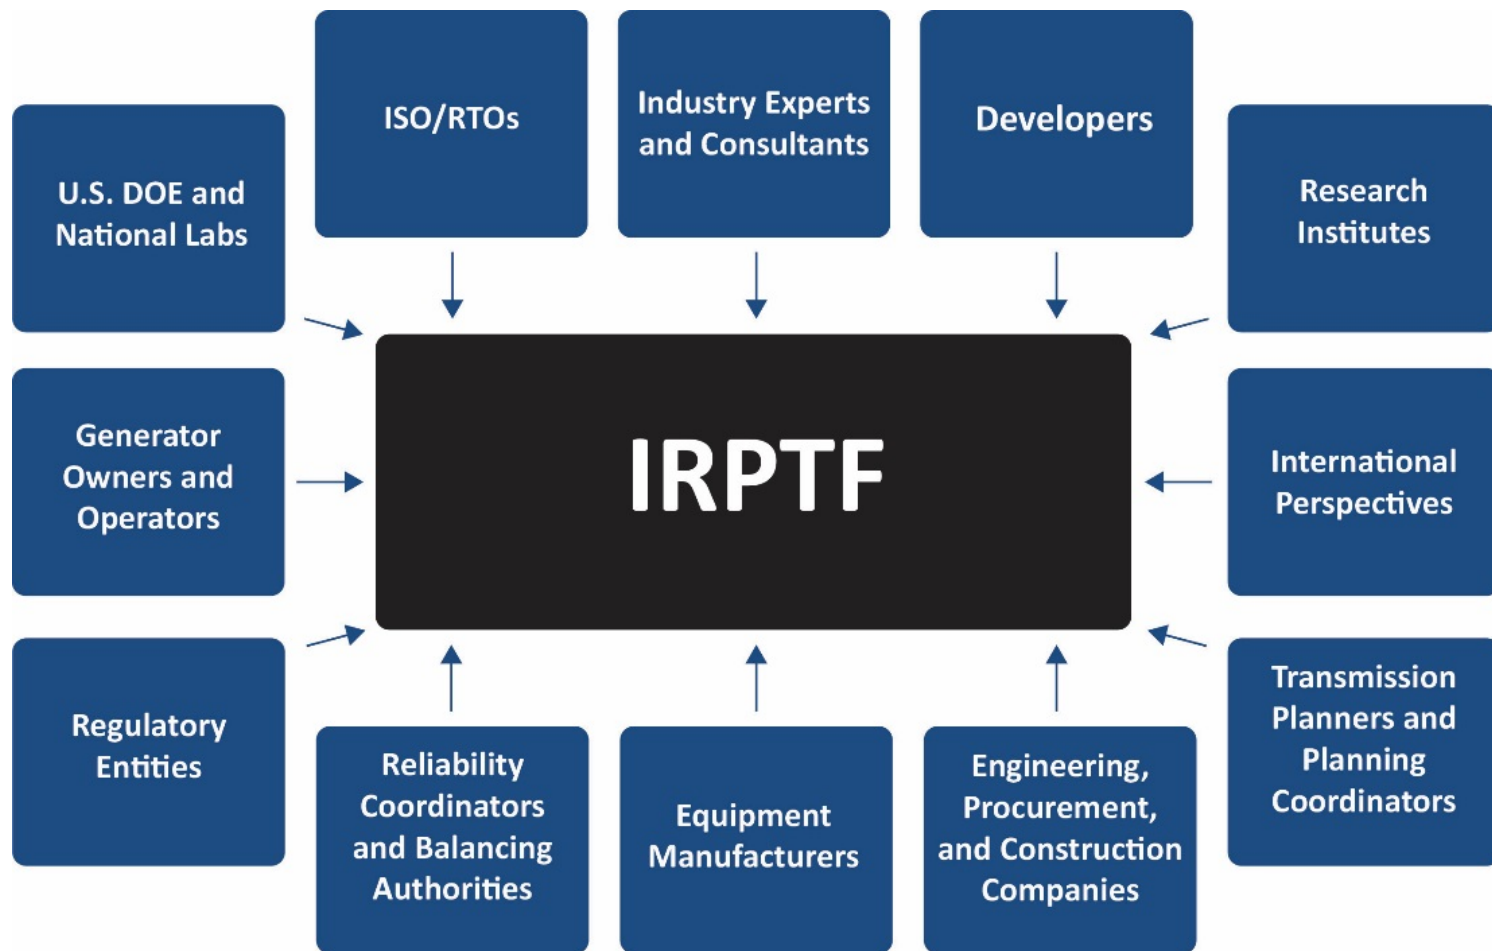 ISO/RTOs
Industry Experts
and Consultants
Developers
U.S. DOE and
National Labs
Research
Institutes
Generator
Owners and
Operators
IRPTF
International
Perspectives
Regulatory
Entities
Reliability
Coordinators
and Balancing
Authorities
Equipment
Manufacturers
Engineering,
Procurement,
and Construction
Companies
Transmission
Planners and
Planning
Coordinators